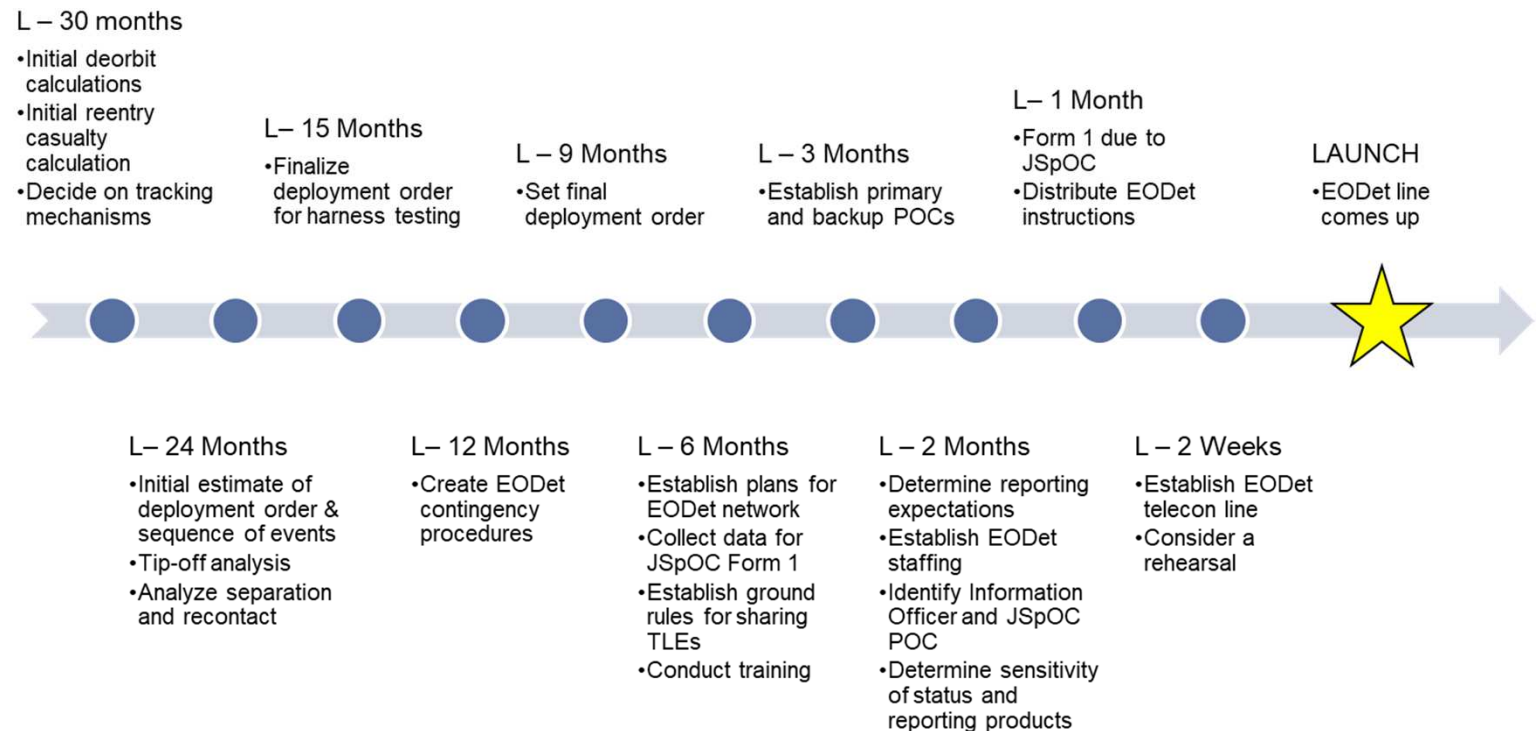 L – 30 months
•Initial deorbit
calculations
•Initial reentry
casualty
calculation
•Decide on tracking
mechanisms
L– 15 Months
•Finalize
deployment order
for harness testing
L – 9 Months
•Set final
deployment order
L – 3 Months
•Establish primary
and backup POCs
L– 1 Month
•Form 1 due to
JSpOC
•Distribute EODet
instructions
LAUNCH
•EODet line
comes up
L– 24 Months
•Initial estimate of
deployment order &
sequence of events
•Tip-off analysis
•Analyze separation
and recontact
L– 12 Months
•Create EODet
contingency
procedures
L – 6 Months
•Establish plans for
EODet network
•Collect data for
JSpOC Form 1
•Establish ground
rules for sharing
TLEs
•Conduct training
L – 2 Months
•Determine reporting
expectations
•Establish EODet
staffing
•Identify Information
Officer and JSpOC
POC
•Determine sensitivity
of status and
reporting products
L – 2 Weeks
•Establish EODet
telecon line
•Consider a
rehearsal